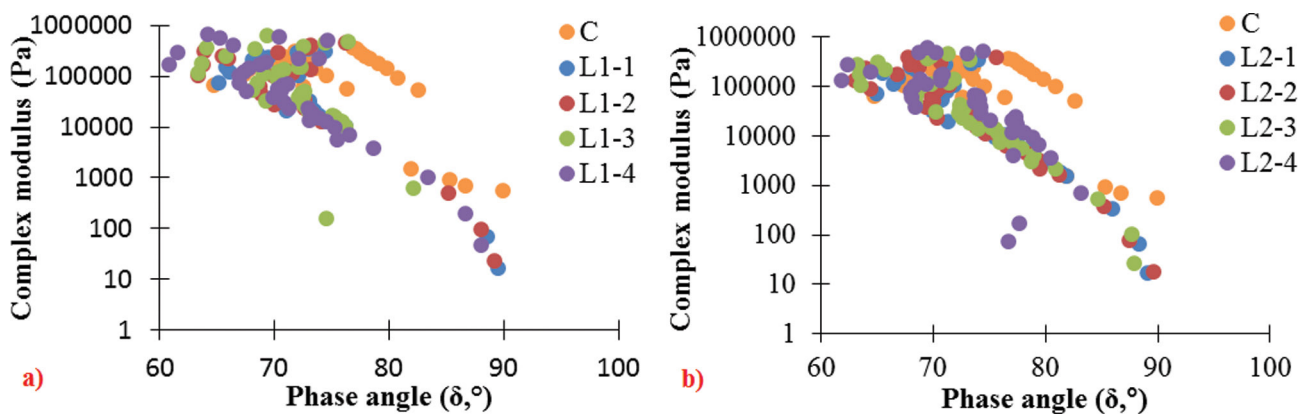 Complex modulus (Pa)
1000000
100000
10000
1000
100
10
1
60 70 80 90 100
Phase angle (δ,°)
a)
C
L1-1
L1-2
L1-3
L1-4
Complex modulus (Pa)
1000000
100000
10000
1000
100
10
1
60 70 80 90 100
Phase angle (δ,°)
b)
C
L2-1
L2-2
L2-3
L2-4